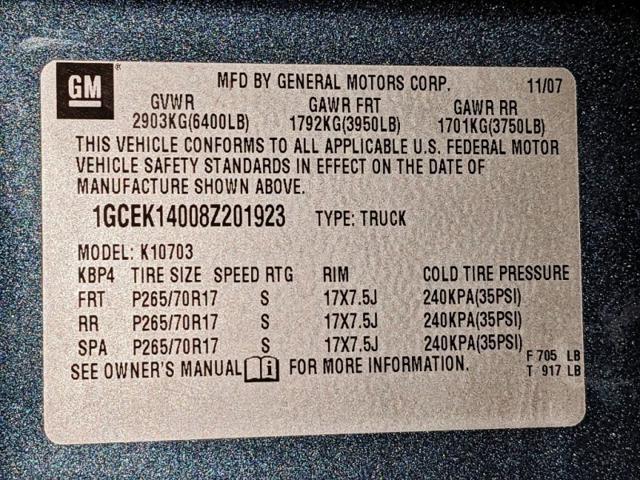 GM ®
MFD BY GENERAL MOTORS CORP. 11/07
GVWR GAWR FRT GAWR RR
2903KG(6400LB) 1792KG(3950LB) 1701KG(3750LB)
THIS VEHICLE CONFORMS TO ALL APPLICABLE U.S. FEDERAL MOTOR
VEHICLE SAFETY STANDARDS IN EFFECT ON THE DATE OF
MANUFACTURE SHOWN ABOVE.
1GCEK14008Z201923 TYPE: TRUCK
MODEL: K10703
KBP4 TIRE SIZE SPEED RTG RIM COLD TIRE PRESSURE
FRT P265/70R17 S 17X7.5J 240KPA(35PSI)
RR P265/70R17 S 17X7.5J 240KPA(35PSI)
SPA P265/70R17 S 17X7.5J 240KPA(35PSI)
F 705 LB
SEE OWNER'S MANUAL i FOR MORE INFORMATION. T 917 LB